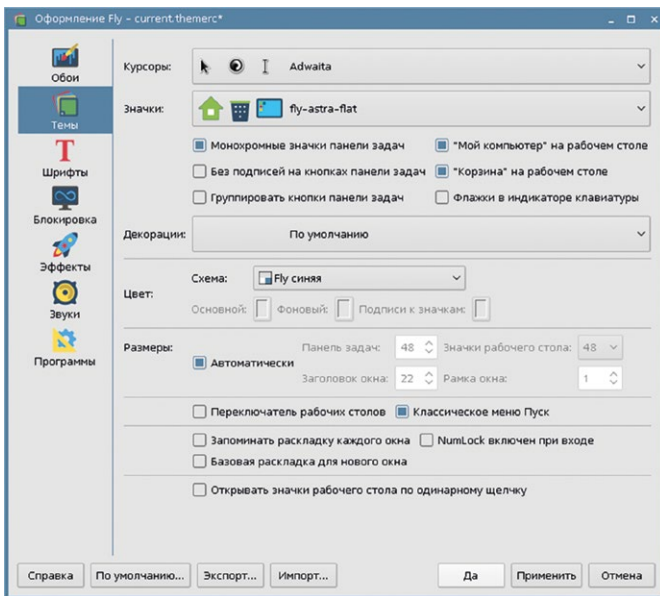 Оформление Fly - current.themerc*
Обои
Темы
Шрифты
Блокировка
Эффекты
Звуки
Программы
Курсоры: Adwaita
Значки: fly-astra-flat
Монохромные значки панели задач "Мой компьютер" на рабочем столе
Без подписей на кнопках панели задач "Корзина" на рабочем столе
Группировать кнопки панели задач Флажки в индикаторе клавиатуры
Декорации: По умолчанию
Цвет: Схема: Fly синяя
Основной: Фоновый: Подписи к значкам:
Размеры: Автоматически
Панель задач: 48 Значки рабочего стола: 48
Заголовок окна: 22 Рамка окна: 1
Переключатель рабочих столов Классическое меню Пуск
Запоминать раскладку каждого окна NumLock включен при входе
Базовая раскладка для нового окна
Открывать значки рабочего стола по одинарному щелчку
Справка По умолчанию... Экспорт... Импорт... Да Применить Отмена